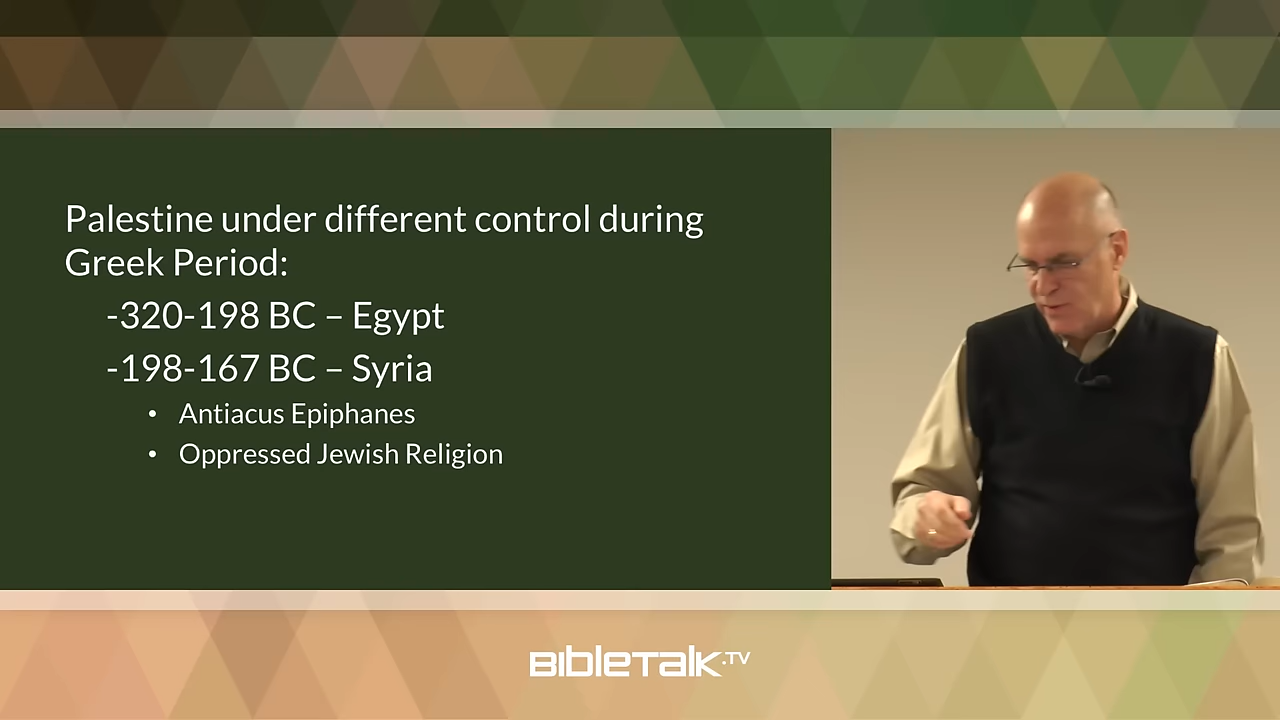 Palestine under different control during
Greek Period:
-320-198 BC – Egypt
-198-167 BC – Syria
• Antiacus Epiphanes
• Oppressed Jewish Religion
BIBLETALK.TV